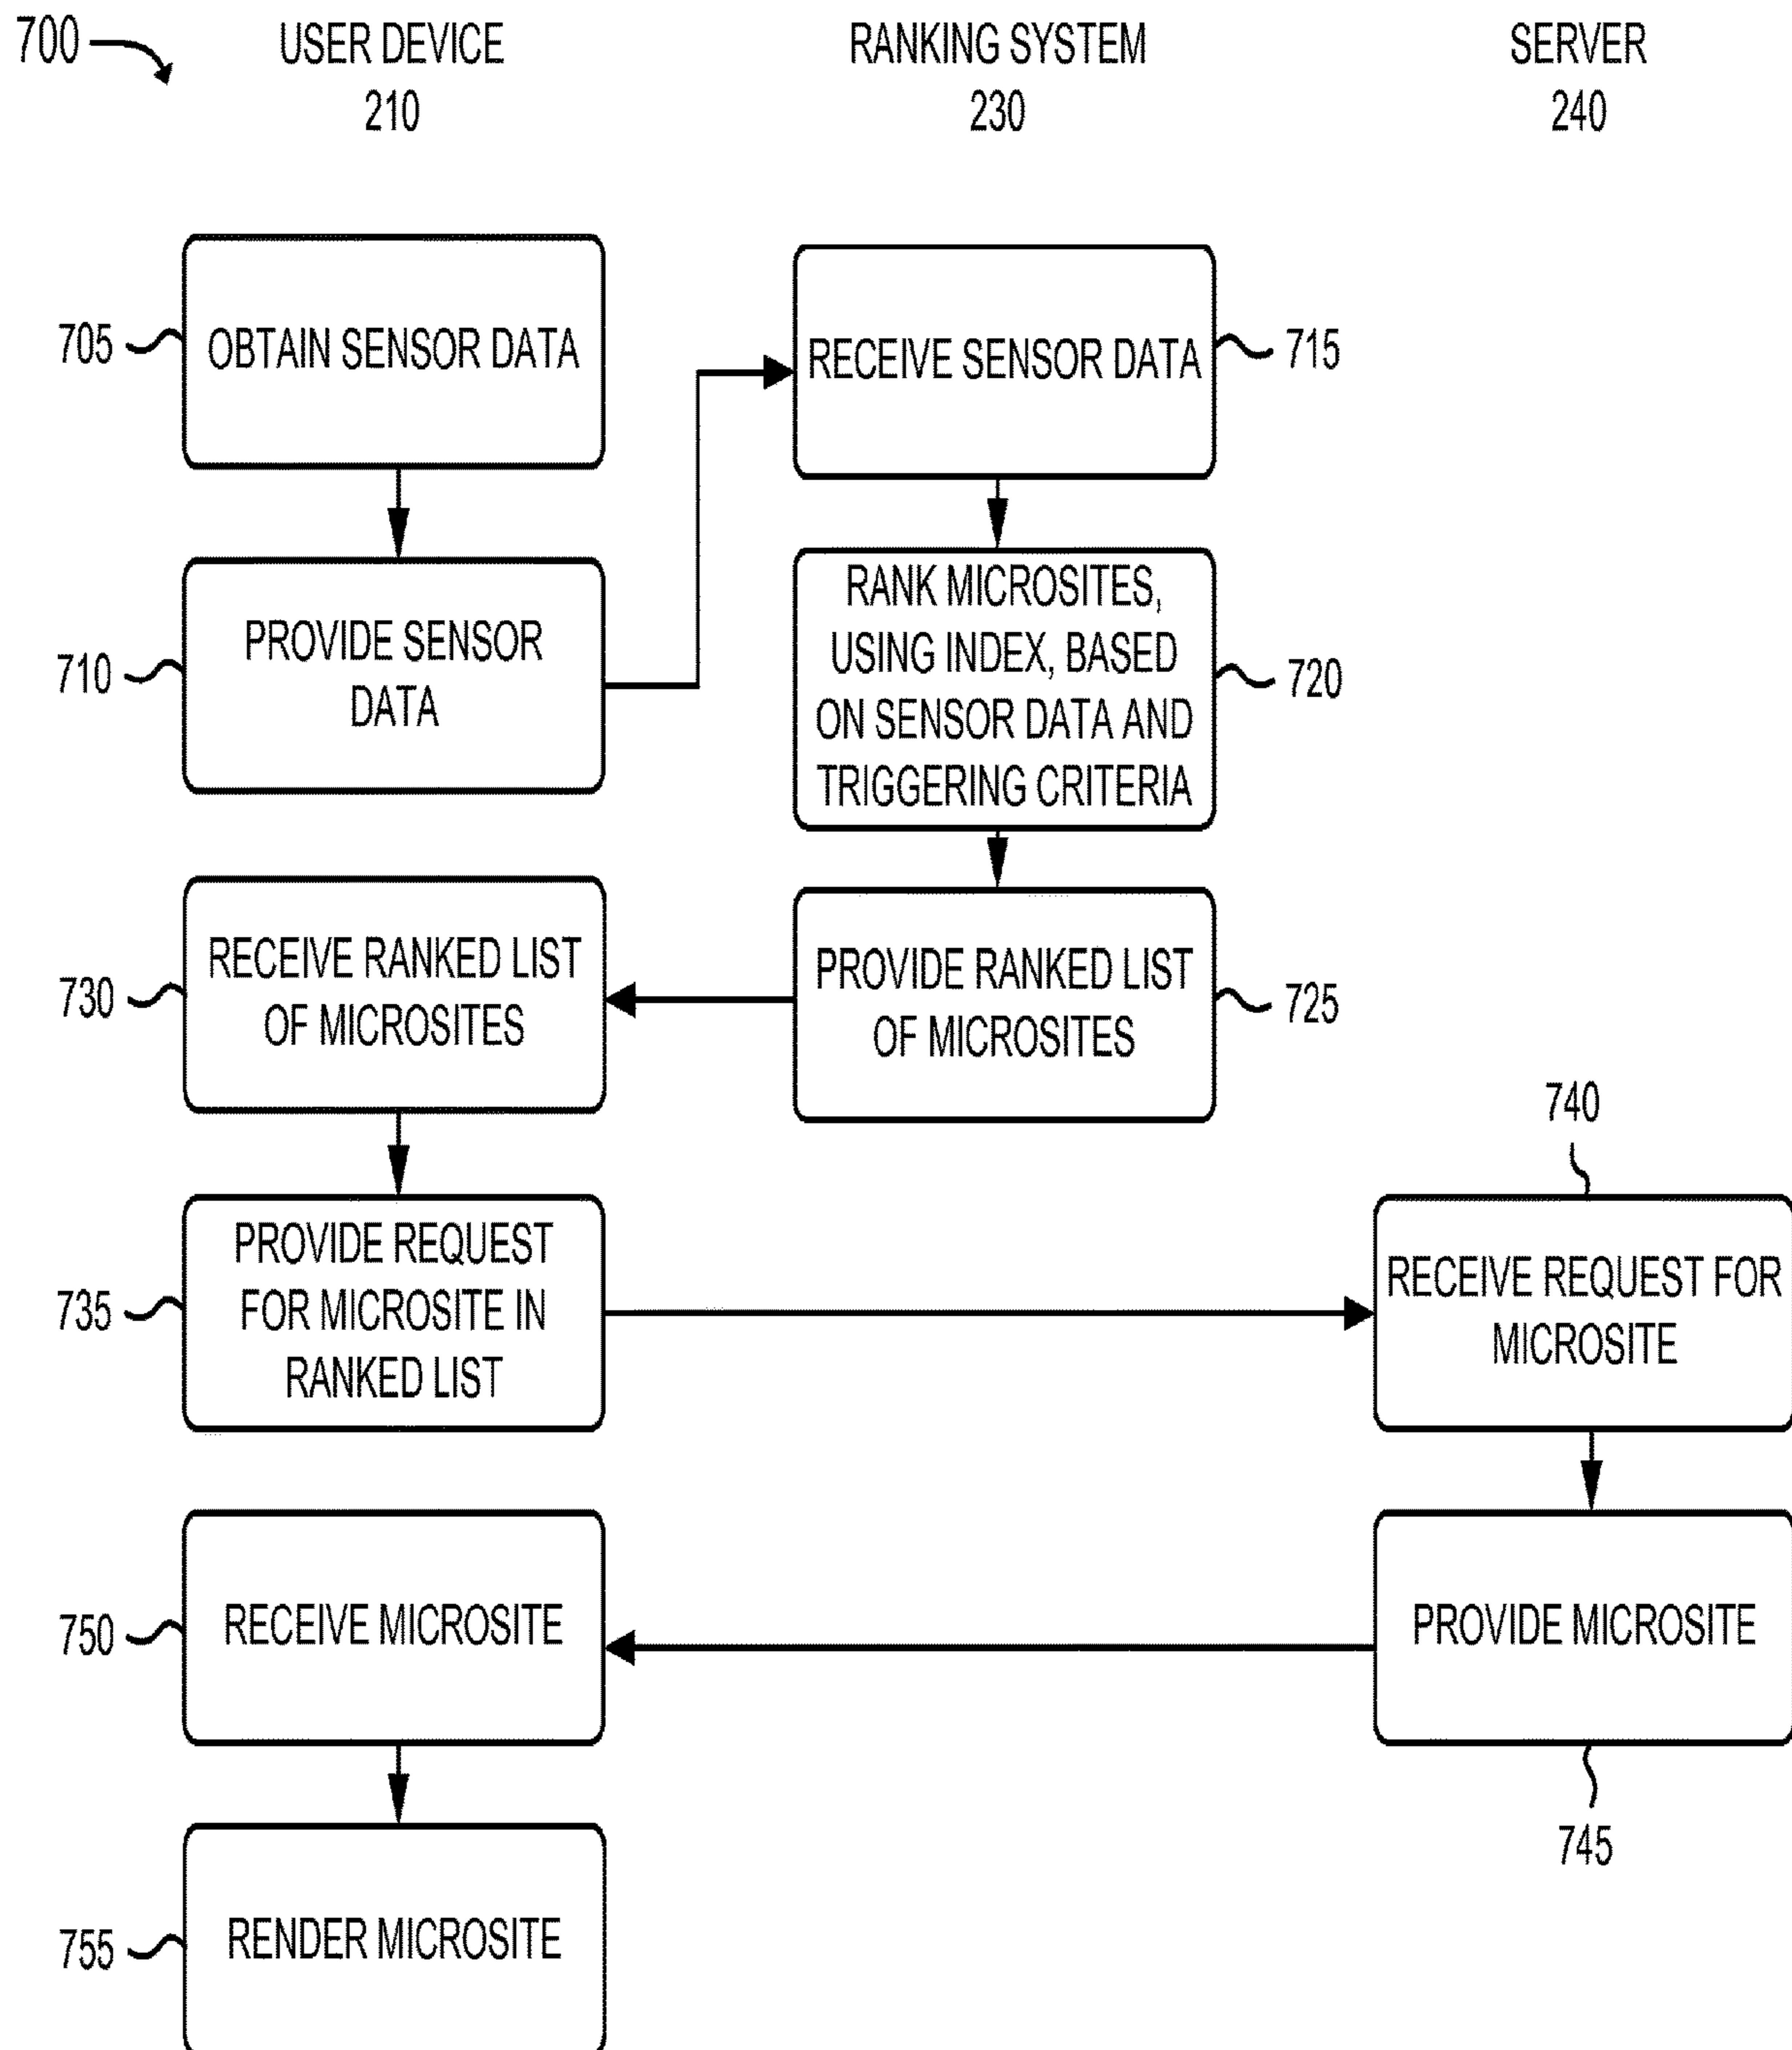 700
USER DEVICE
210
RANKING SYSTEM
230
SERVER
240
705
OBTAIN SENSOR DATA
RECEIVE SENSOR DATA
715
710
PROVIDE SENSOR
DATA
RANK MICROSITES,
USING INDEX, BASED
ON SENSOR DATA AND
TRIGGERING CRITERIA
720
730
RECEIVE RANKED LIST
OF MICROSITES
PROVIDE RANKED LIST
OF MICROSITES
725
735
PROVIDE REQUEST
FOR MICROSITE IN
RANKED LIST
740
RECEIVE REQUEST FOR
MICROSITE
750
RECEIVE MICROSITE
PROVIDE MICROSITE
745
755
RENDER MICROSITE